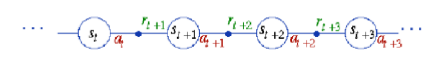 ... s_t a_t r_{t+1} s_{t+1} a_{t+1} r_{t+2} s_{t+2} a_{t+2} r_{t+3} s_{t+3} a_{t+3} ...